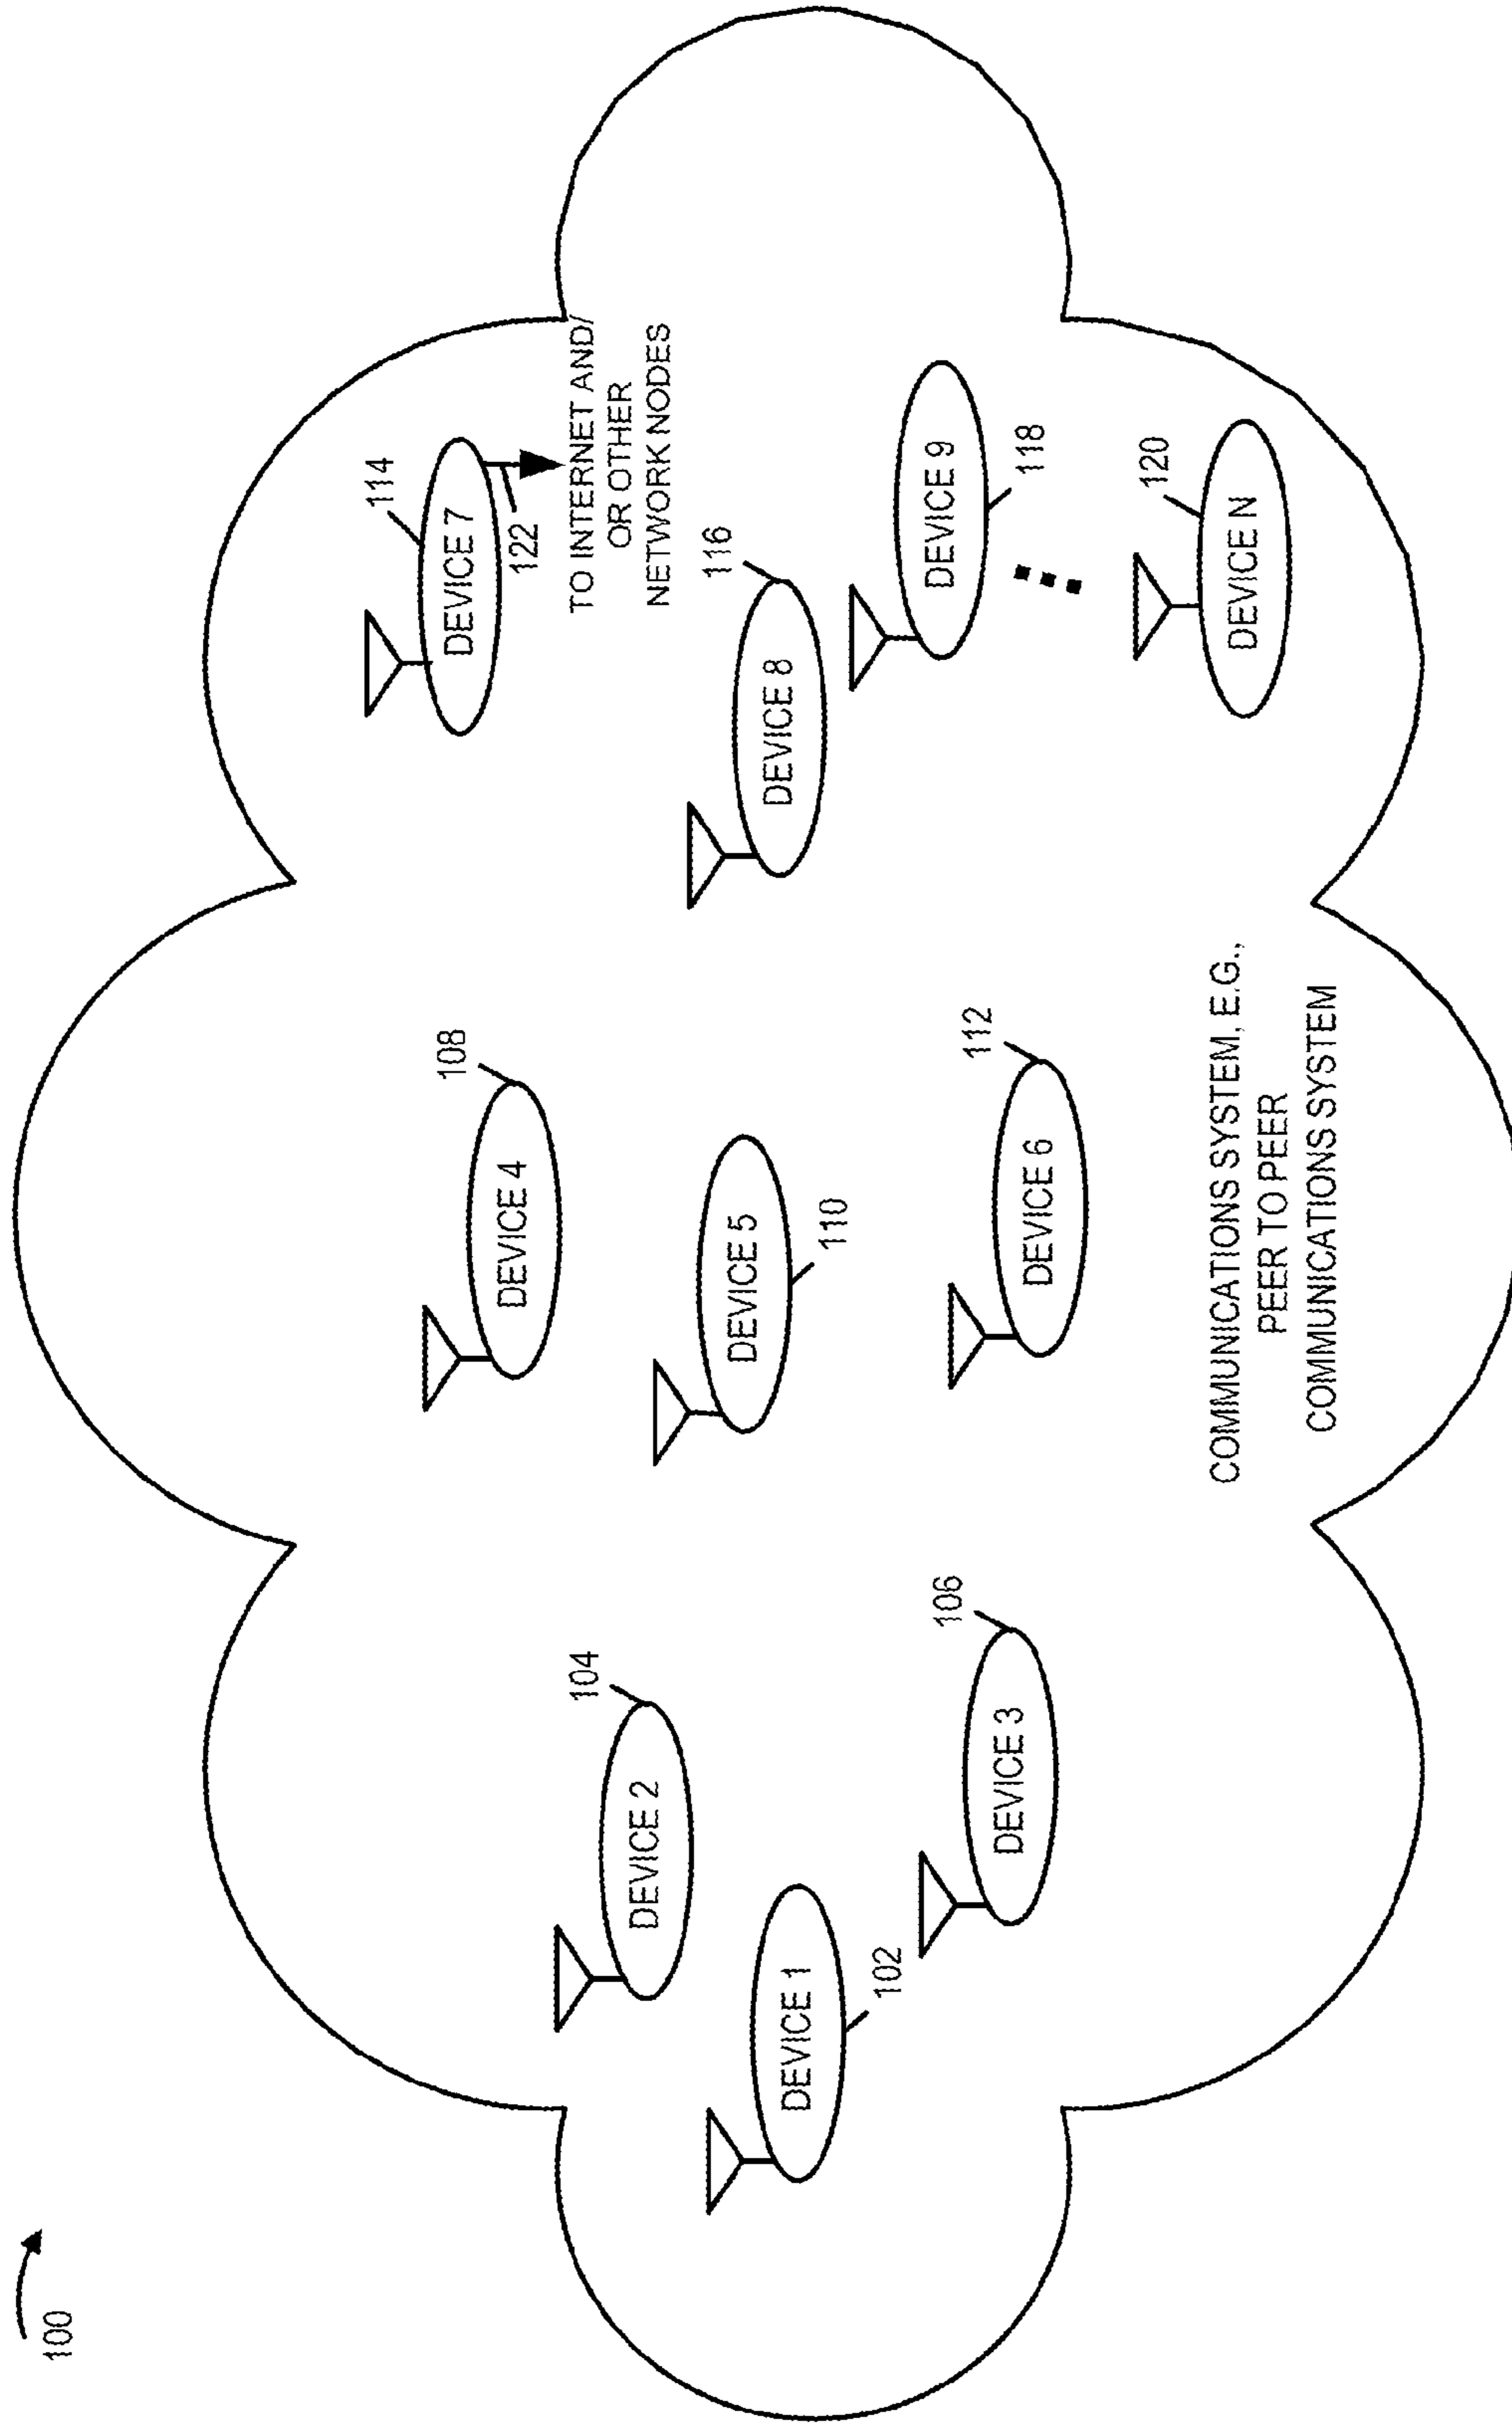 100
DEVICE 1
102
DEVICE 2
104
DEVICE 3
106
DEVICE 4
108
DEVICE 5
110
DEVICE 6
112
DEVICE 7
114
122
TO INTERNET AND/
OR OTHER
NETWORK NODES
DEVICE 8
116
DEVICE 9
118
DEVICE N
120
COMMUNICATIONS SYSTEM, E.G.,
PEER TO PEER
COMMUNICATIONS SYSTEM